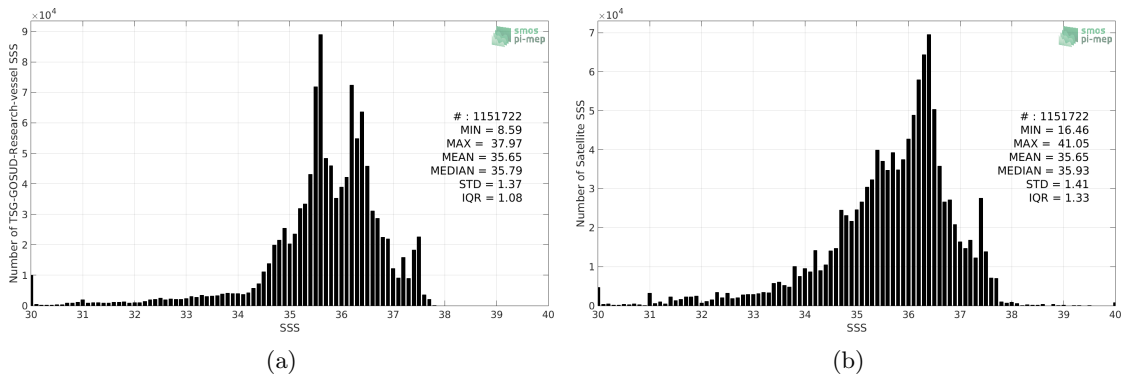 ×10⁴
9
8
7
6
5
4
3
2
1
0
Number of TSG-GOSUD-Research-vessel SSS
30 31 32 33 34 35 36 37 38 39 40
SSS
smos
pi-mep
# : 1151722
MIN = 8.59
MAX = 37.97
MEAN = 35.65
MEDIAN = 35.79
STD = 1.37
IQR = 1.08
(a)
×10⁴
7
6
5
4
3
2
1
0
Number of Satellite SSS
30 31 32 33 34 35 36 37 38 39 40
SSS
smos
pi-mep
# : 1151722
MIN = 16.46
MAX = 41.05
MEAN = 35.65
MEDIAN = 35.93
STD = 1.41
IQR = 1.33
(b)